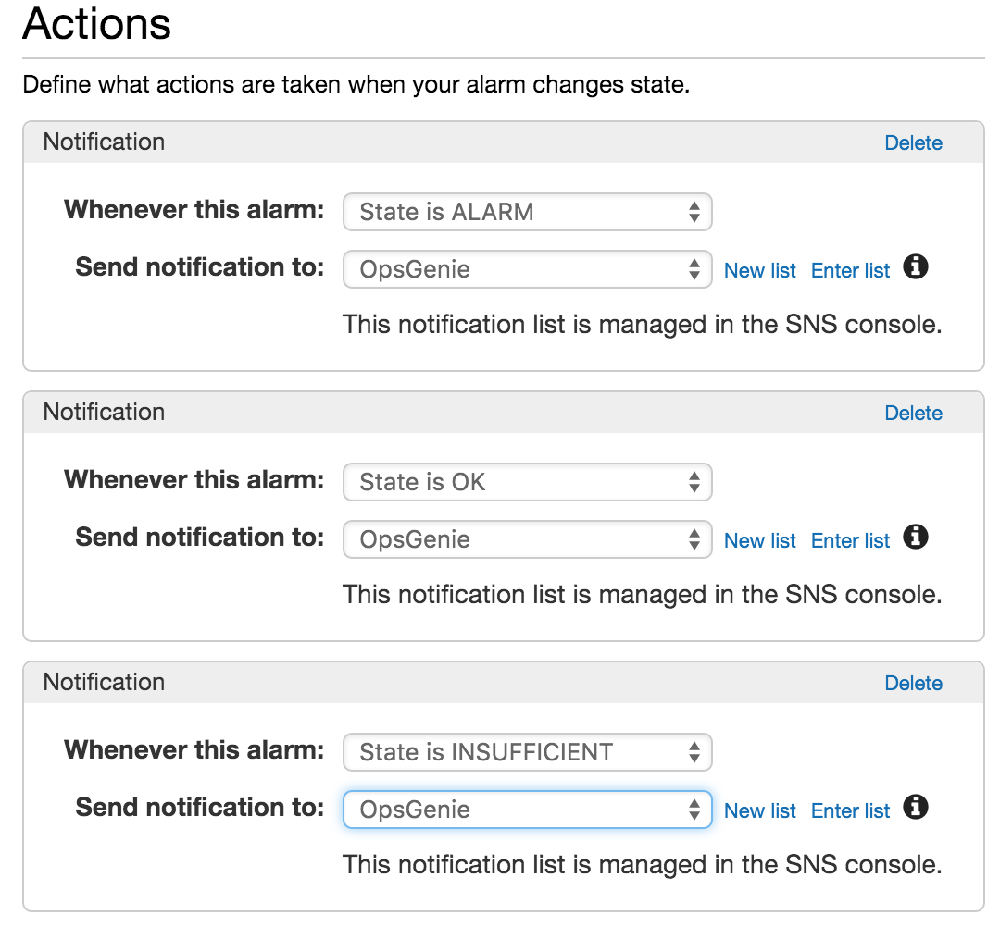 Actions
Define what actions are taken when your alarm changes state.
Notification Delete
Whenever this alarm: State is ALARM
Send notification to: OpsGenie New list Enter list
This notification list is managed in the SNS console.
Notification Delete
Whenever this alarm: State is OK
Send notification to: OpsGenie New list Enter list
This notification list is managed in the SNS console.
Notification Delete
Whenever this alarm: State is INSUFFICIENT
Send notification to: OpsGenie New list Enter list
This notification list is managed in the SNS console.